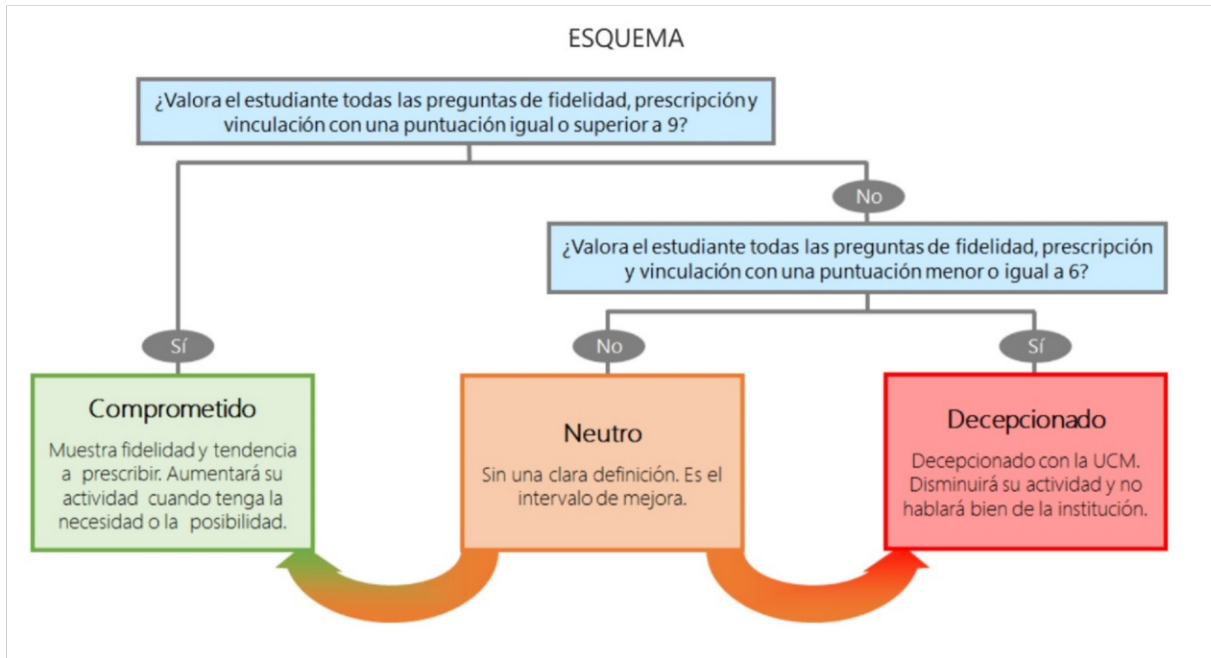 ESQUEMA
¿Valora el estudiante todas las preguntas de fidelidad, prescripción y
vinculación con una puntuación igual o superior a 9?
No
¿Valora el estudiante todas las preguntas de fidelidad, prescripción
y vinculación con una puntuación menor o igual a 6?
Sí
No
Sí
Comprometido
Muestra fidelidad y tendencia
a prescribir. Aumentará su
actividad cuando tenga la
necesidad o la posibilidad.
Neutro
Sin una clara definición. Es el
intervalo de mejora.
Decepcionado
Decepcionado con la UCM.
Disminuirá su actividad y no
hablará bien de la institución.